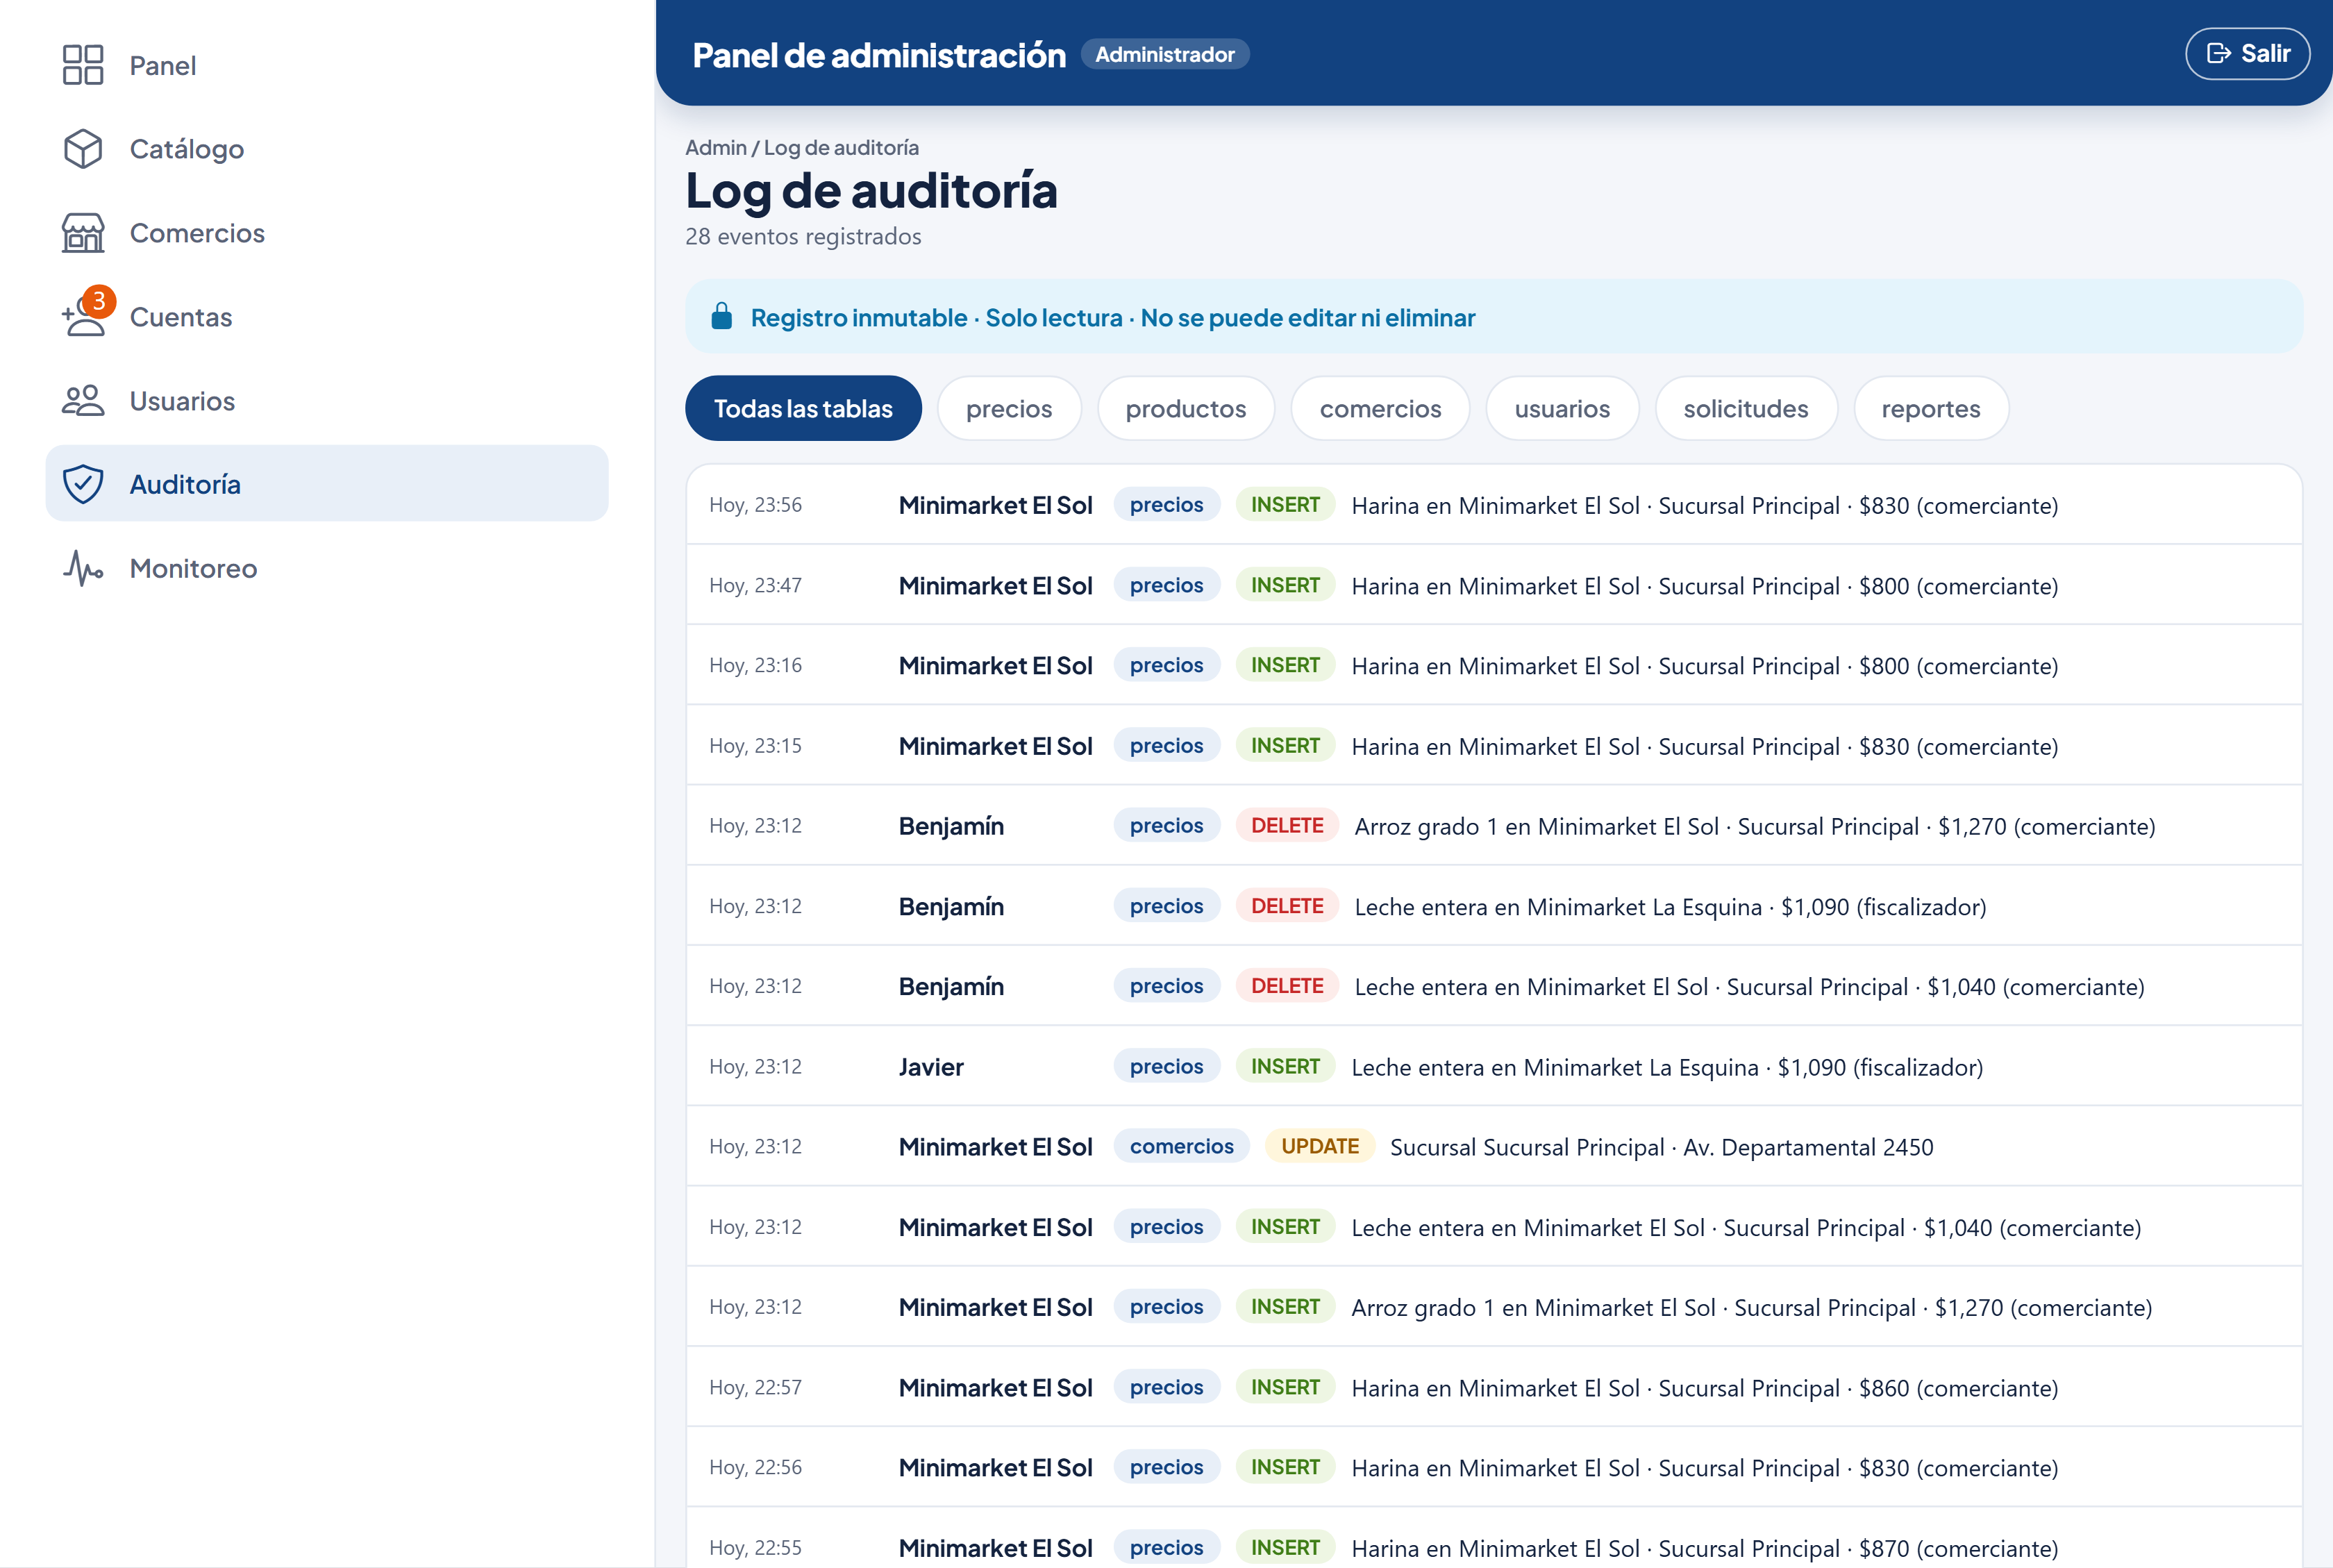 Panel
Catálogo
Comercios
3
Cuentas
Usuarios
Auditoría
Monitoreo
Panel de administración Administrador Salir
Admin / Log de auditoría
Log de auditoría
28 eventos registrados
Registro inmutable · Solo lectura · No se puede editar ni eliminar
Todas las tablas precios productos comercios usuarios solicitudes reportes
Hoy, 23:56 Minimarket El Sol precios INSERT Harina en Minimarket El Sol · Sucursal Principal · $830 (comerciante)
Hoy, 23:47 Minimarket El Sol precios INSERT Harina en Minimarket El Sol · Sucursal Principal · $800 (comerciante)
Hoy, 23:16 Minimarket El Sol precios INSERT Harina en Minimarket El Sol · Sucursal Principal · $800 (comerciante)
Hoy, 23:15 Minimarket El Sol precios INSERT Harina en Minimarket El Sol · Sucursal Principal · $830 (comerciante)
Hoy, 23:12 Benjamín precios DELETE Arroz grado 1 en Minimarket El Sol · Sucursal Principal · $1,270 (comerciante)
Hoy, 23:12 Benjamín precios DELETE Leche entera en Minimarket La Esquina · $1,090 (fiscalizador)
Hoy, 23:12 Benjamín precios DELETE Leche entera en Minimarket El Sol · Sucursal Principal · $1,040 (comerciante)
Hoy, 23:12 Javier precios INSERT Leche entera en Minimarket La Esquina · $1,090 (fiscalizador)
Hoy, 23:12 Minimarket El Sol comercios UPDATE Sucursal Sucursal Principal · Av. Departamental 2450
Hoy, 23:12 Minimarket El Sol precios INSERT Leche entera en Minimarket El Sol · Sucursal Principal · $1,040 (comerciante)
Hoy, 23:12 Minimarket El Sol precios INSERT Arroz grado 1 en Minimarket El Sol · Sucursal Principal · $1,270 (comerciante)
Hoy, 22:57 Minimarket El Sol precios INSERT Harina en Minimarket El Sol · Sucursal Principal · $860 (comerciante)
Hoy, 22:56 Minimarket El Sol precios INSERT Harina en Minimarket El Sol · Sucursal Principal · $830 (comerciante)
Hoy, 22:55 Minimarket El Sol precios INSERT Harina en Minimarket El Sol · Sucursal Principal · $870 (comerciante)